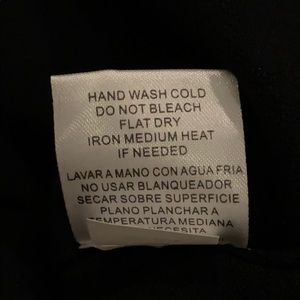 HAND WASH COLD
DO NOT BLEACH
FLAT DRY
IRON MEDIUM HEAT
IF NEEDED
LAVAR A MANO CON AGUA FRIA
NO USAR BLANQUEADOR
SECAR SOBRE SUPERFICIE
PLANO PLANCHAR A
TEMPERATURA MEDIANA
NECESITA